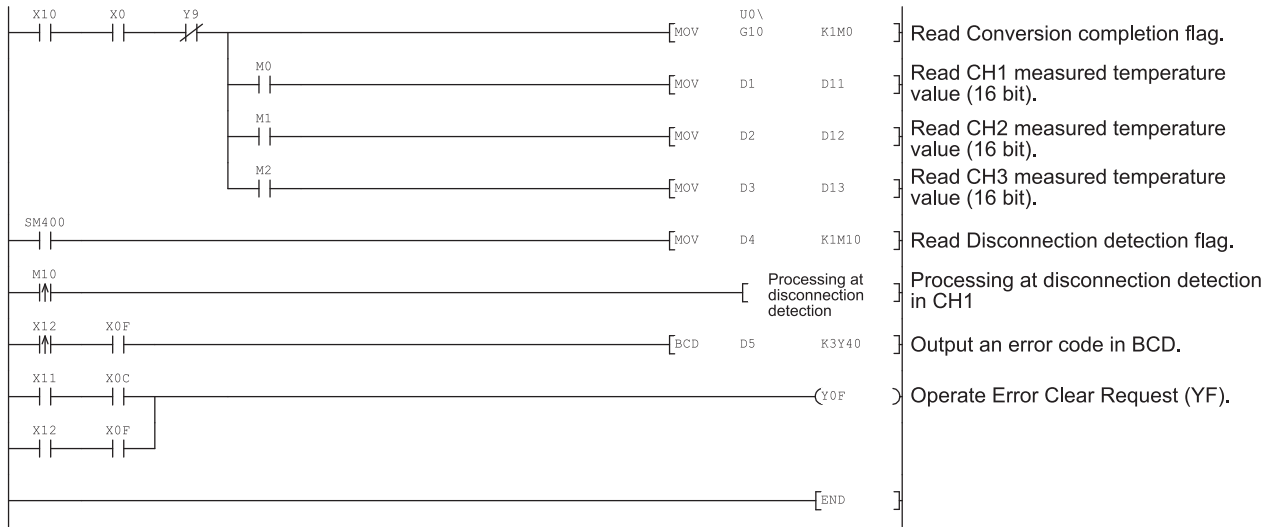 X10 X0 Y9 U0\
MOV G10 K1M0 Read Conversion completion flag.
M0
MOV D1 D11 Read CH1 measured temperature
value (16 bit).
M1
MOV D2 D12 Read CH2 measured temperature
value (16 bit).
M2
MOV D3 D13 Read CH3 measured temperature
value (16 bit).
SM400
MOV D4 K1M10 Read Disconnection detection flag.
M10
Processing at
disconnection
detection
Processing at disconnection detection
in CH1
X12 X0F
BCD D5 K3Y40 Output an error code in BCD.
X11 X0C
Y0F Operate Error Clear Request (YF).
X12 X0F
END